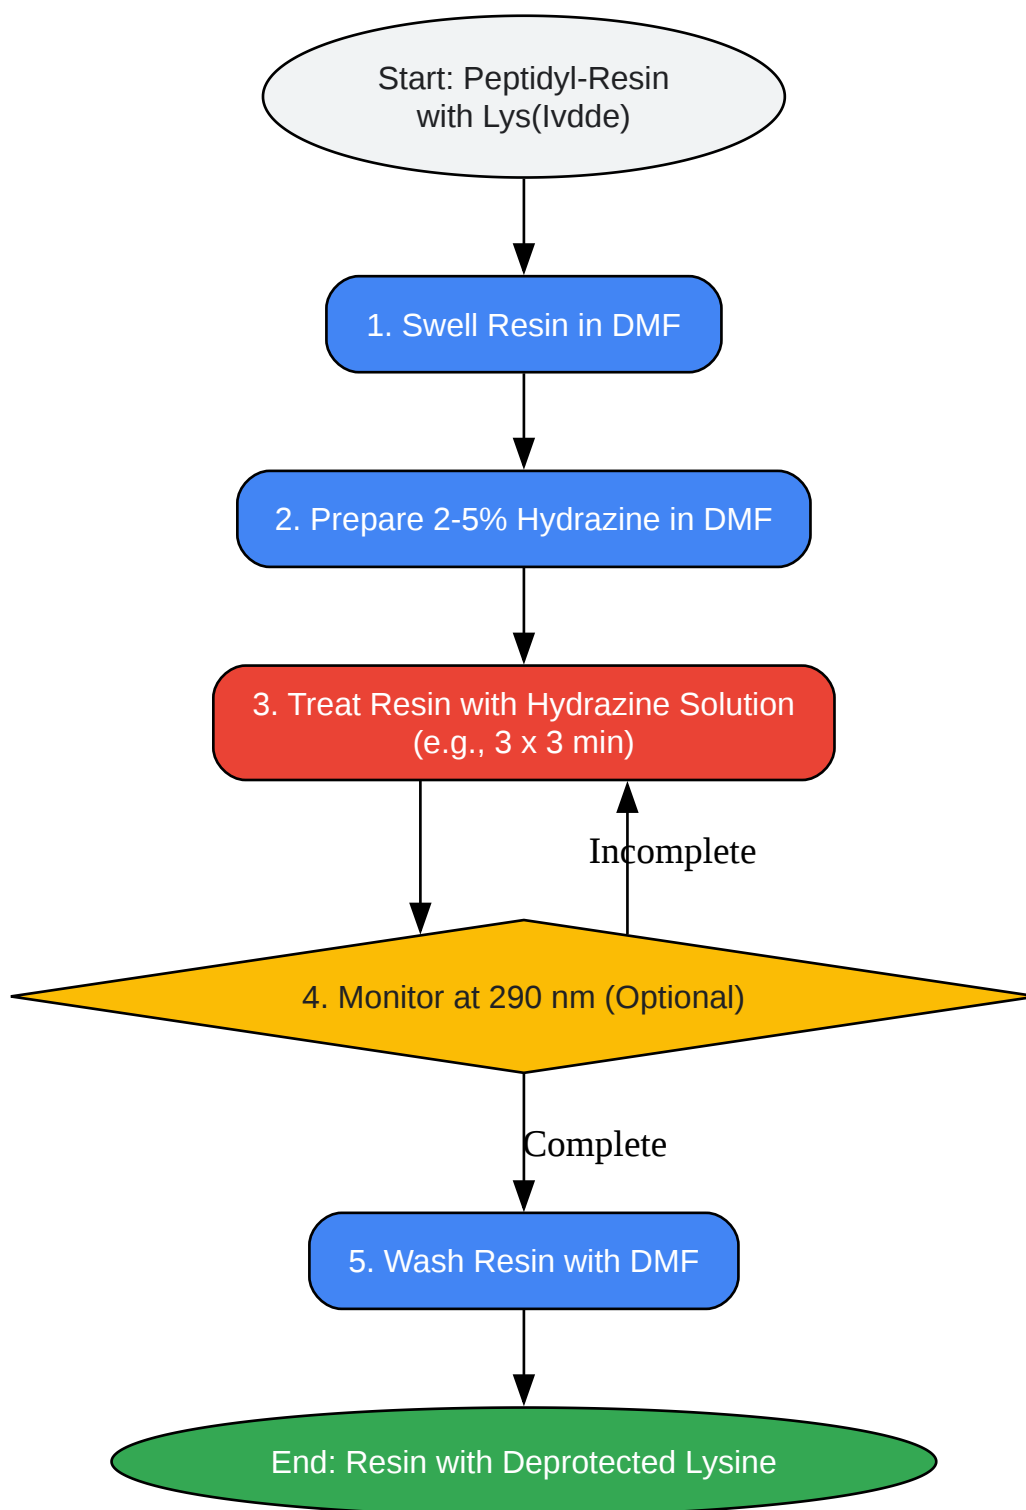 Start: Peptidyl-Resin
with Lys(Ivdde)
1. Swell Resin in DMF
2. Prepare 2-5% Hydrazine in DMF
3. Treat Resin with Hydrazine Solution
(e.g., 3 x 3 min)
Incomplete
4. Monitor at 290 nm (Optional)
Complete
5. Wash Resin with DMF
End: Resin with Deprotected Lysine